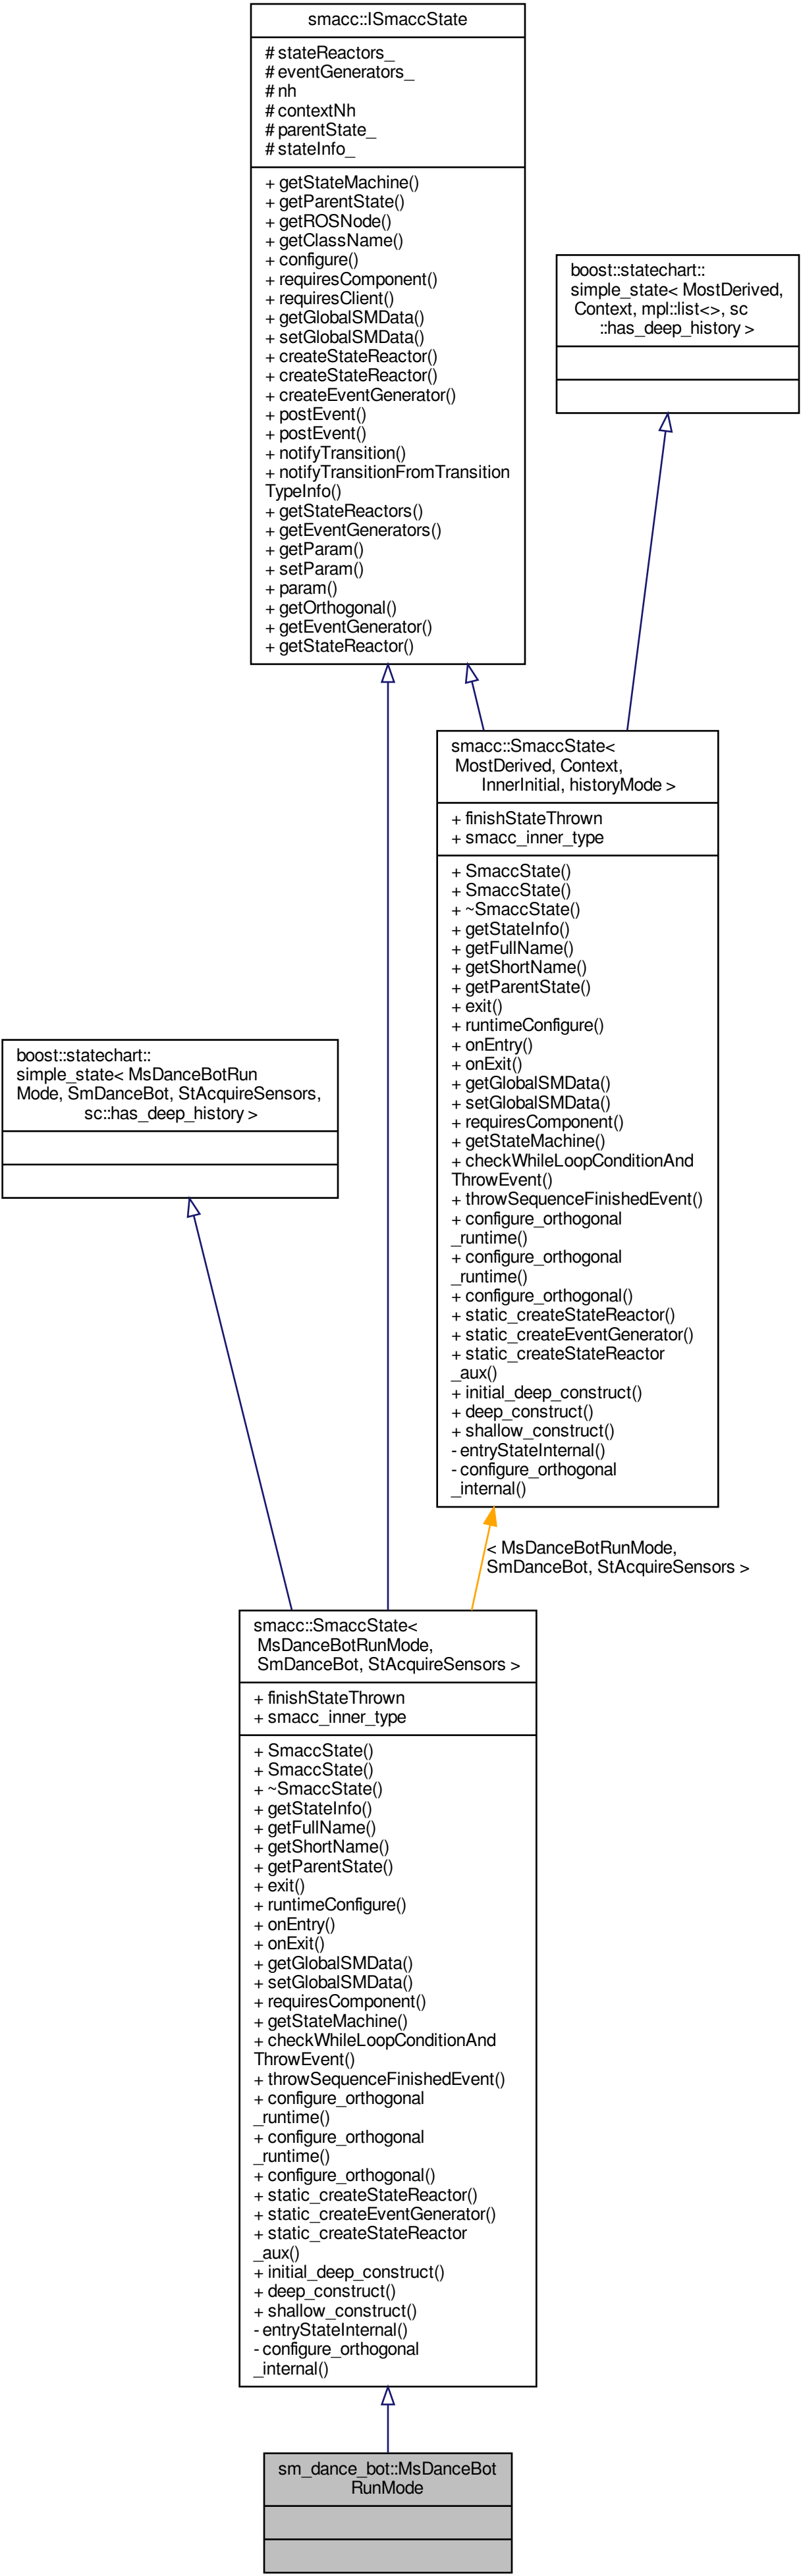 smacc::ISmaccState
# stateReactors_
# eventGenerators_
# nh
# contextNh
# parentState_
# stateInfo_
+ getStateMachine()
+ getParentState()
+ getROSNode()
+ getClassName()
+ configure()
+ requiresComponent()
+ requiresClient()
+ getGlobalSMData()
+ setGlobalSMData()
+ createStateReactor()
+ createStateReactor()
+ createEventGenerator()
+ postEvent()
+ postEvent()
+ notifyTransition()
+ notifyTransitionFromTransition
TypeInfo()
+ getStateReactors()
+ getEventGenerators()
+ getParam()
+ setParam()
+ param()
+ getOrthogonal()
+ getEventGenerator()
+ getStateReactor()
boost::statechart::
simple_state< MostDerived,
Context, mpl::list<>, sc
::has_deep_history >
smacc::SmaccState<
MostDerived, Context,
InnerInitial, historyMode >
+ finishStateThrown
+ smacc_inner_type
+ SmaccState()
+ SmaccState()
+ ~SmaccState()
+ getStateInfo()
+ getFullName()
+ getShortName()
+ getParentState()
+ exit()
+ runtimeConfigure()
+ onEntry()
+ onExit()
+ getGlobalSMData()
+ setGlobalSMData()
+ requiresComponent()
+ getStateMachine()
+ checkWhileLoopConditionAnd
ThrowEvent()
+ throwSequenceFinishedEvent()
+ configure_orthogonal
_runtime()
+ configure_orthogonal
_runtime()
+ configure_orthogonal()
+ static_createStateReactor()
+ static_createEventGenerator()
+ static_createStateReactor
_aux()
+ initial_deep_construct()
+ deep_construct()
+ shallow_construct()
- entryStateInternal()
- configure_orthogonal
_internal()
boost::statechart::
simple_state< MsDanceBotRun
Mode, SmDanceBot, StAcquireSensors,
sc::has_deep_history >
< MsDanceBotRunMode,
SmDanceBot, StAcquireSensors >
smacc::SmaccState<
MsDanceBotRunMode,
SmDanceBot, StAcquireSensors >
+ finishStateThrown
+ smacc_inner_type
+ SmaccState()
+ SmaccState()
+ ~SmaccState()
+ getStateInfo()
+ getFullName()
+ getShortName()
+ getParentState()
+ exit()
+ runtimeConfigure()
+ onEntry()
+ onExit()
+ getGlobalSMData()
+ setGlobalSMData()
+ requiresComponent()
+ getStateMachine()
+ checkWhileLoopConditionAnd
ThrowEvent()
+ throwSequenceFinishedEvent()
+ configure_orthogonal
_runtime()
+ configure_orthogonal
_runtime()
+ configure_orthogonal()
+ static_createStateReactor()
+ static_createEventGenerator()
+ static_createStateReactor
_aux()
+ initial_deep_construct()
+ deep_construct()
+ shallow_construct()
- entryStateInternal()
- configure_orthogonal
_internal()
sm_dance_bot::MsDanceBot
RunMode